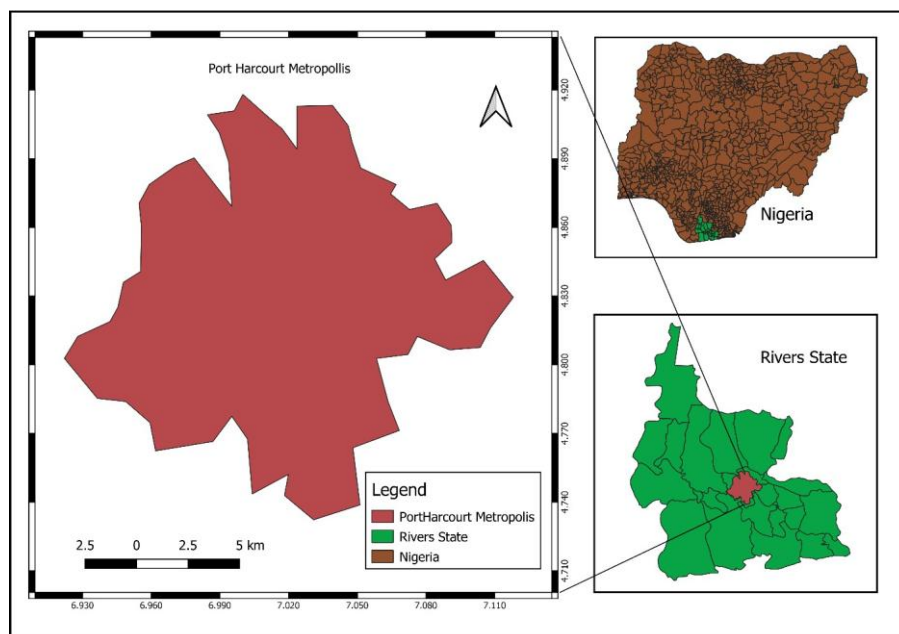 Port Harcourt Metropollis
4.920
4.890
4.860
4.830
4.800
4.770
4.740
4.710
Legend
PortHarcourt Metropolis
Rivers State
Nigeria
2.5 0 2.5 5 km
6.930 6.960 6.990 7.020 7.050 7.080 7.110
Nigeria
Rivers State